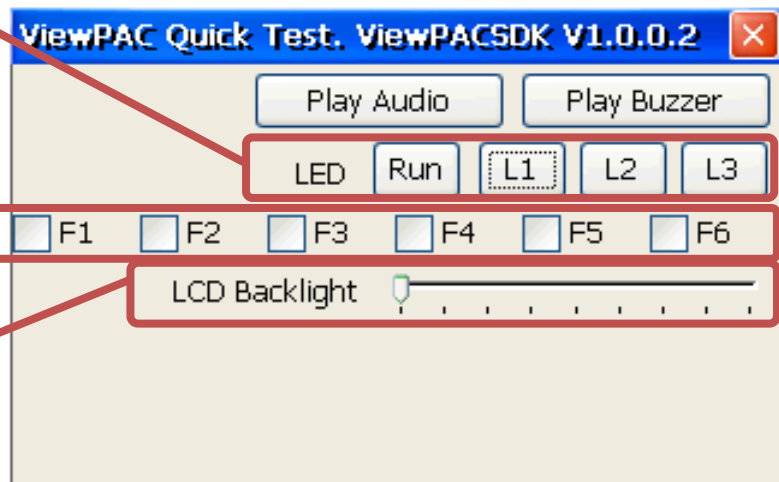 ViewPAC Quick Test. ViewPACSDK V1.0.0.2
Play Audio Play Buzzer
LED Run L1 L2 L3
F1 F2 F3 F4 F5 F6
LCD Backlight